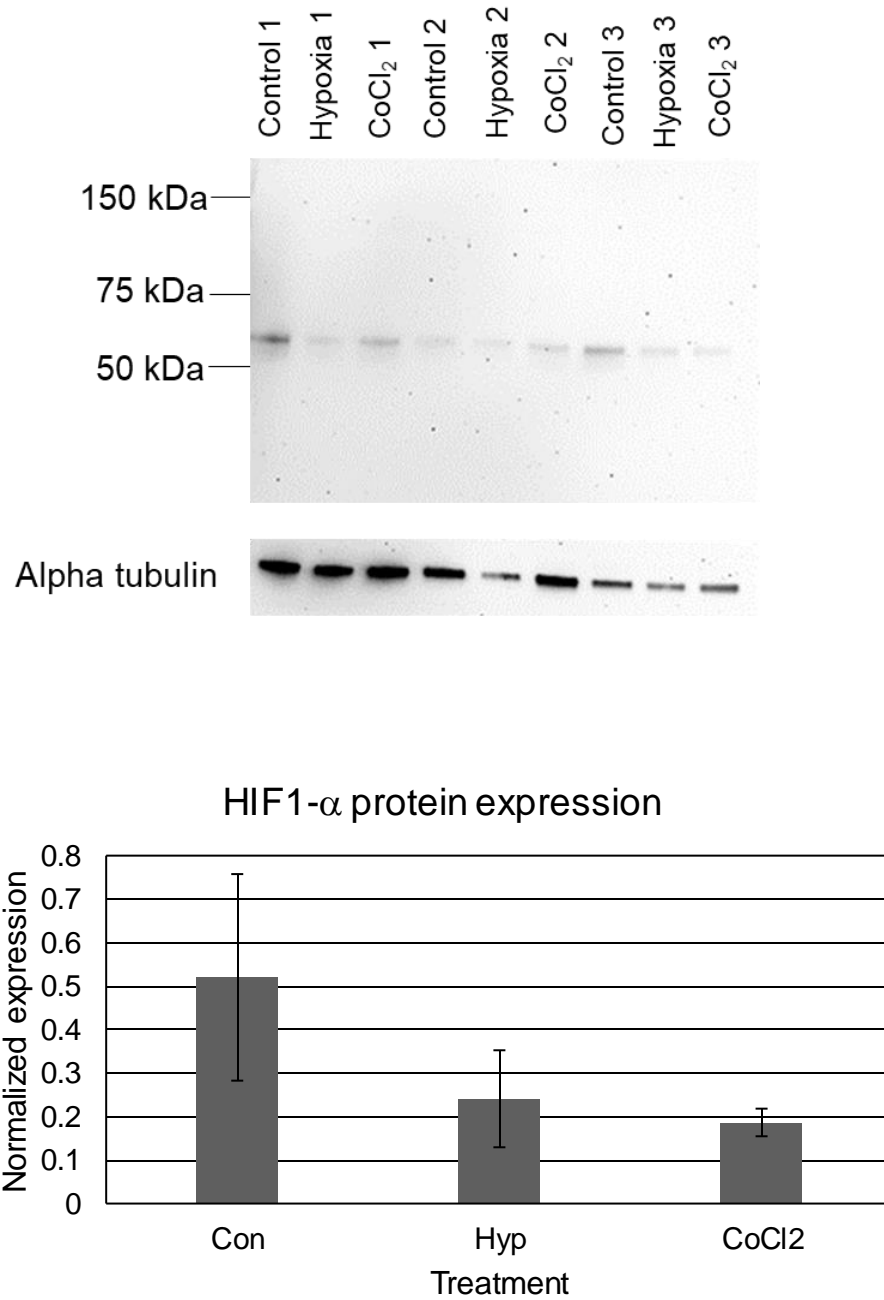 Control 1
Hypoxia 1
CoCl₂ 1
Control 2
Hypoxia 2
CoCl₂ 2
Control 3
Hypoxia 3
CoCl₂ 3
150 kDa
75 kDa
50 kDa
Alpha tubulin
HIF1-α protein expression
Normalized expression
0.8
0.7
0.6
0.5
0.4
0.3
0.2
0.1
0
Con Hyp CoCl2
Treatment